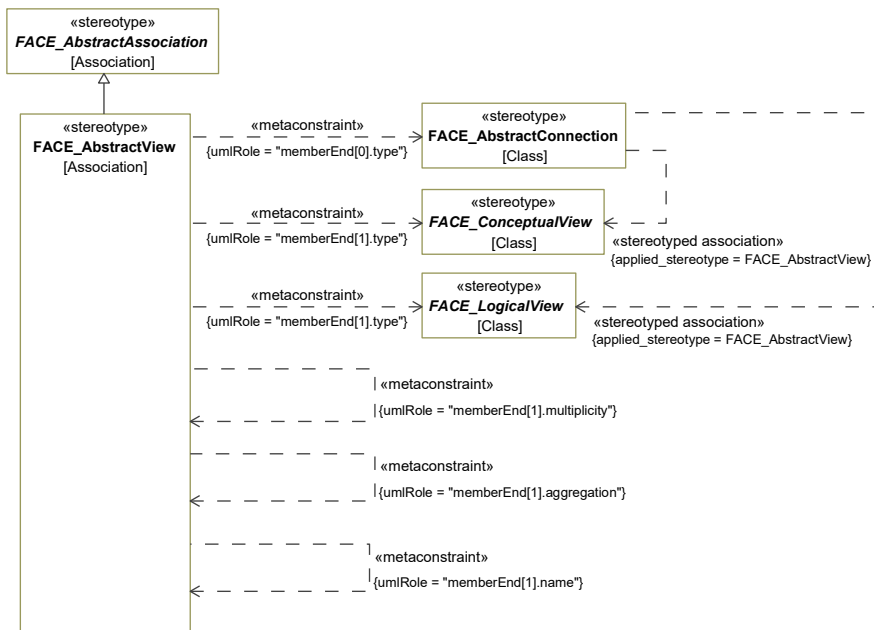 «stereotype»
FACE_AbstractAssociation
[Association]
«stereotype»
FACE_AbstractView
[Association]
«metaconstraint»
{umlRole = "memberEnd[0].type"}
«stereotype»
FACE_AbstractConnection
[Class]
«metaconstraint»
{umlRole = "memberEnd[1].type"}
«stereotype»
FACE_ConceptualView
[Class]
«stereotyped association»
{applied_stereotype = FACE_AbstractView}
«metaconstraint»
{umlRole = "memberEnd[1].type"}
«stereotype»
FACE_LogicalView
[Class]
«stereotyped association»
{applied_stereotype = FACE_AbstractView}
«metaconstraint»
{umlRole = "memberEnd[1].multiplicity"}
«metaconstraint»
{umlRole = "memberEnd[1].aggregation"}
«metaconstraint»
{umlRole = "memberEnd[1].name"}